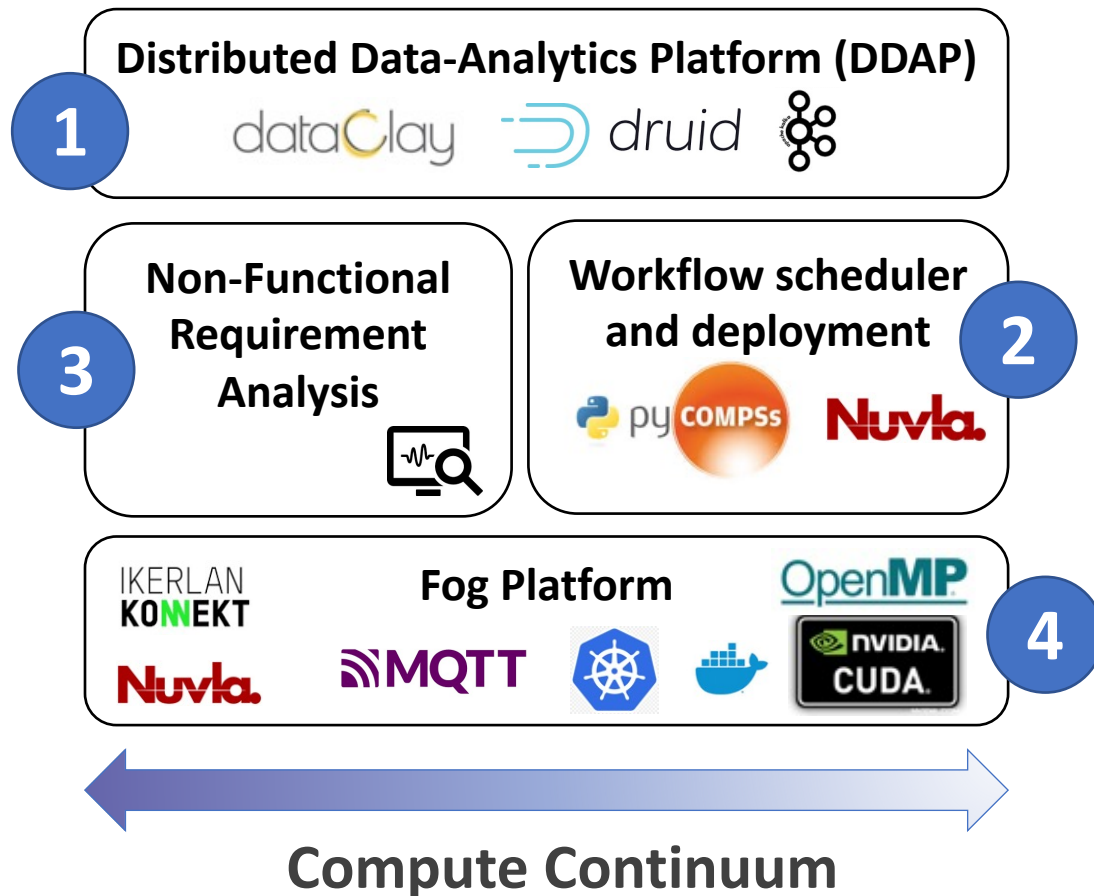 Distributed Data-Analytics Platform (DDAP)
1
dataClay
druid
Non-Functional
Requirement
Analysis
3
Workflow scheduler
and deployment
2
py COMPSs
Nuvla.
IKERLAN
KONNEKT
Fog Platform
OpenMP
4
Nuvla.
MQTT
NVIDIA.
CUDA.
Compute Continuum